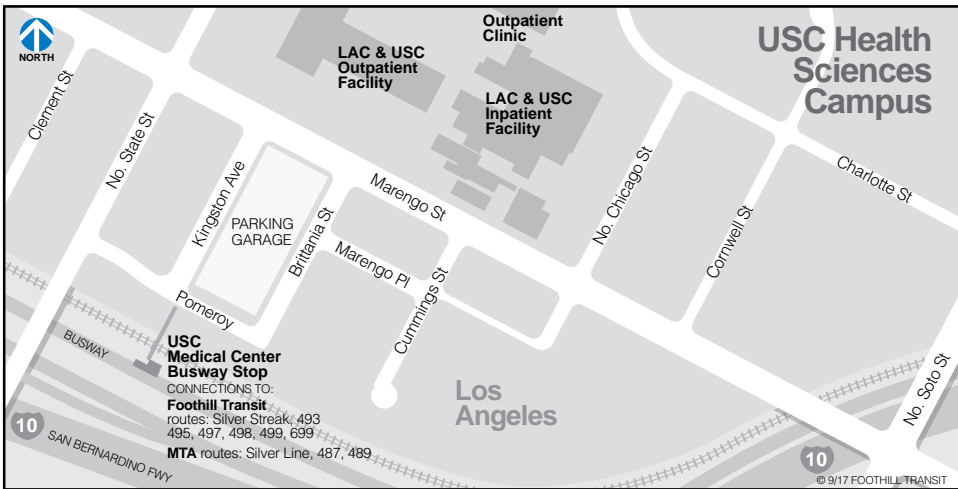 NORTH
Outpatient
Clinic
LAC & USC
Outpatient
Facility
LAC & USC
Inpatient
Facility
USC Health
Sciences
Campus
Clement St
No. State St
Kingston Ave
PARKING
GARAGE
Brittania St
Marengo St
Marengo Pl
Cummings St
No. Chicago St
Cornwell St
Charlotte St
Pomeroy
BUSWAY
USC
Medical Center
Busway Stop
CONNECTIONS TO:
Foothill Transit
routes: Silver Streak, 493
495, 497, 498, 499, 699
MTA routes: Silver Line, 487, 489
Los
Angeles
No. Soto St
10
SAN BERNARDINO FWY
10
© 9/17 FOOTHILL TRANSIT